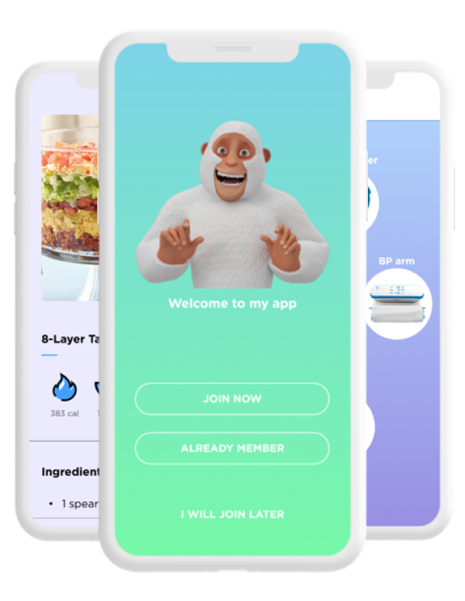 8-Layer Ta
383 cal
Ingredient
• 1 spear
Welcome to my app
JOIN NOW
ALREADY MEMBER
I WILL JOIN LATER
er
BP arm